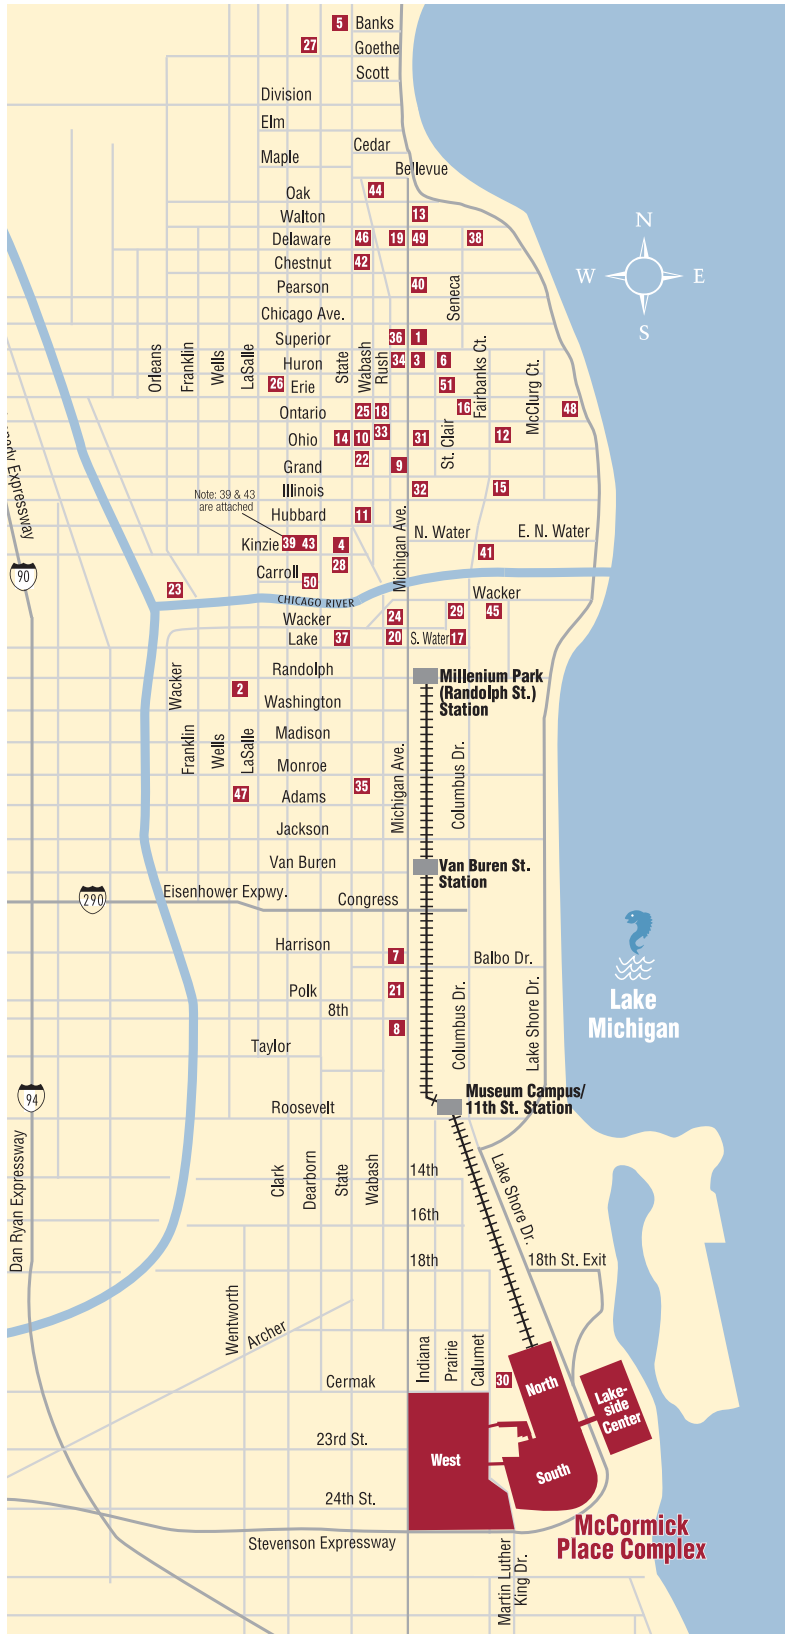 5 Banks
27 Goethe
Scott
Division
Elm
Cedar
Maple
Bellevue
Oak 44
Walton 13
Delaware 46 19 49 38
Chestnut 42
Pearson 40
Seneca
Chicago Ave.
Superior 36 1
Huron 34 3 6
Orleans
Franklin
Wells
LaSalle
State
Wabash
Rush
Fairbanks Ct.
McClurg Ct.
26 Erie 51
Ontario 25 18 16 48
Ohio 14 10 33 31 12
St. Clair
22
Grand 9
Illinois 32 15
Note: 39 & 43
are attached
Hubbard 11
Michigan Ave.
N. Water
E. N. Water
Kinzie 39 43 4
41
28
Carroll 50
23
CHICAGO RIVER
Wacker
Wacker 24 29 45
Lake 37 20 S. Water 17
Expressway
90
N
W E
S
Randolph
Millenium Park
(Randolph St.)
Station
Wacker
2
Washington
Madison
Franklin
Wells
LaSalle
Monroe
Michigan Ave.
Columbus Dr.
35
47 Adams
Jackson
Van Buren
Van Buren St.
Station
Eisenhower Expwy.
290
Congress
Harrison
7
Balbo Dr.
Polk 21
8th
8
Columbus Dr.
Lake Shore Dr.
Lake
Michigan
Taylor
94
Museum Campus/
11th St. Station
Roosevelt
Dan Ryan Expressway
Clark
Dearborn
State
Wabash
14th
Lake Shore Dr.
16th
18th
18th St. Exit
Wentworth
Archer
Indiana
Prairie
Calumet
Cermak
30
North
Lake-
side
Center
23rd St.
West
South
24th St.
McCormick
Place Complex
Stevenson Expressway
Martin Luther
King Dr.